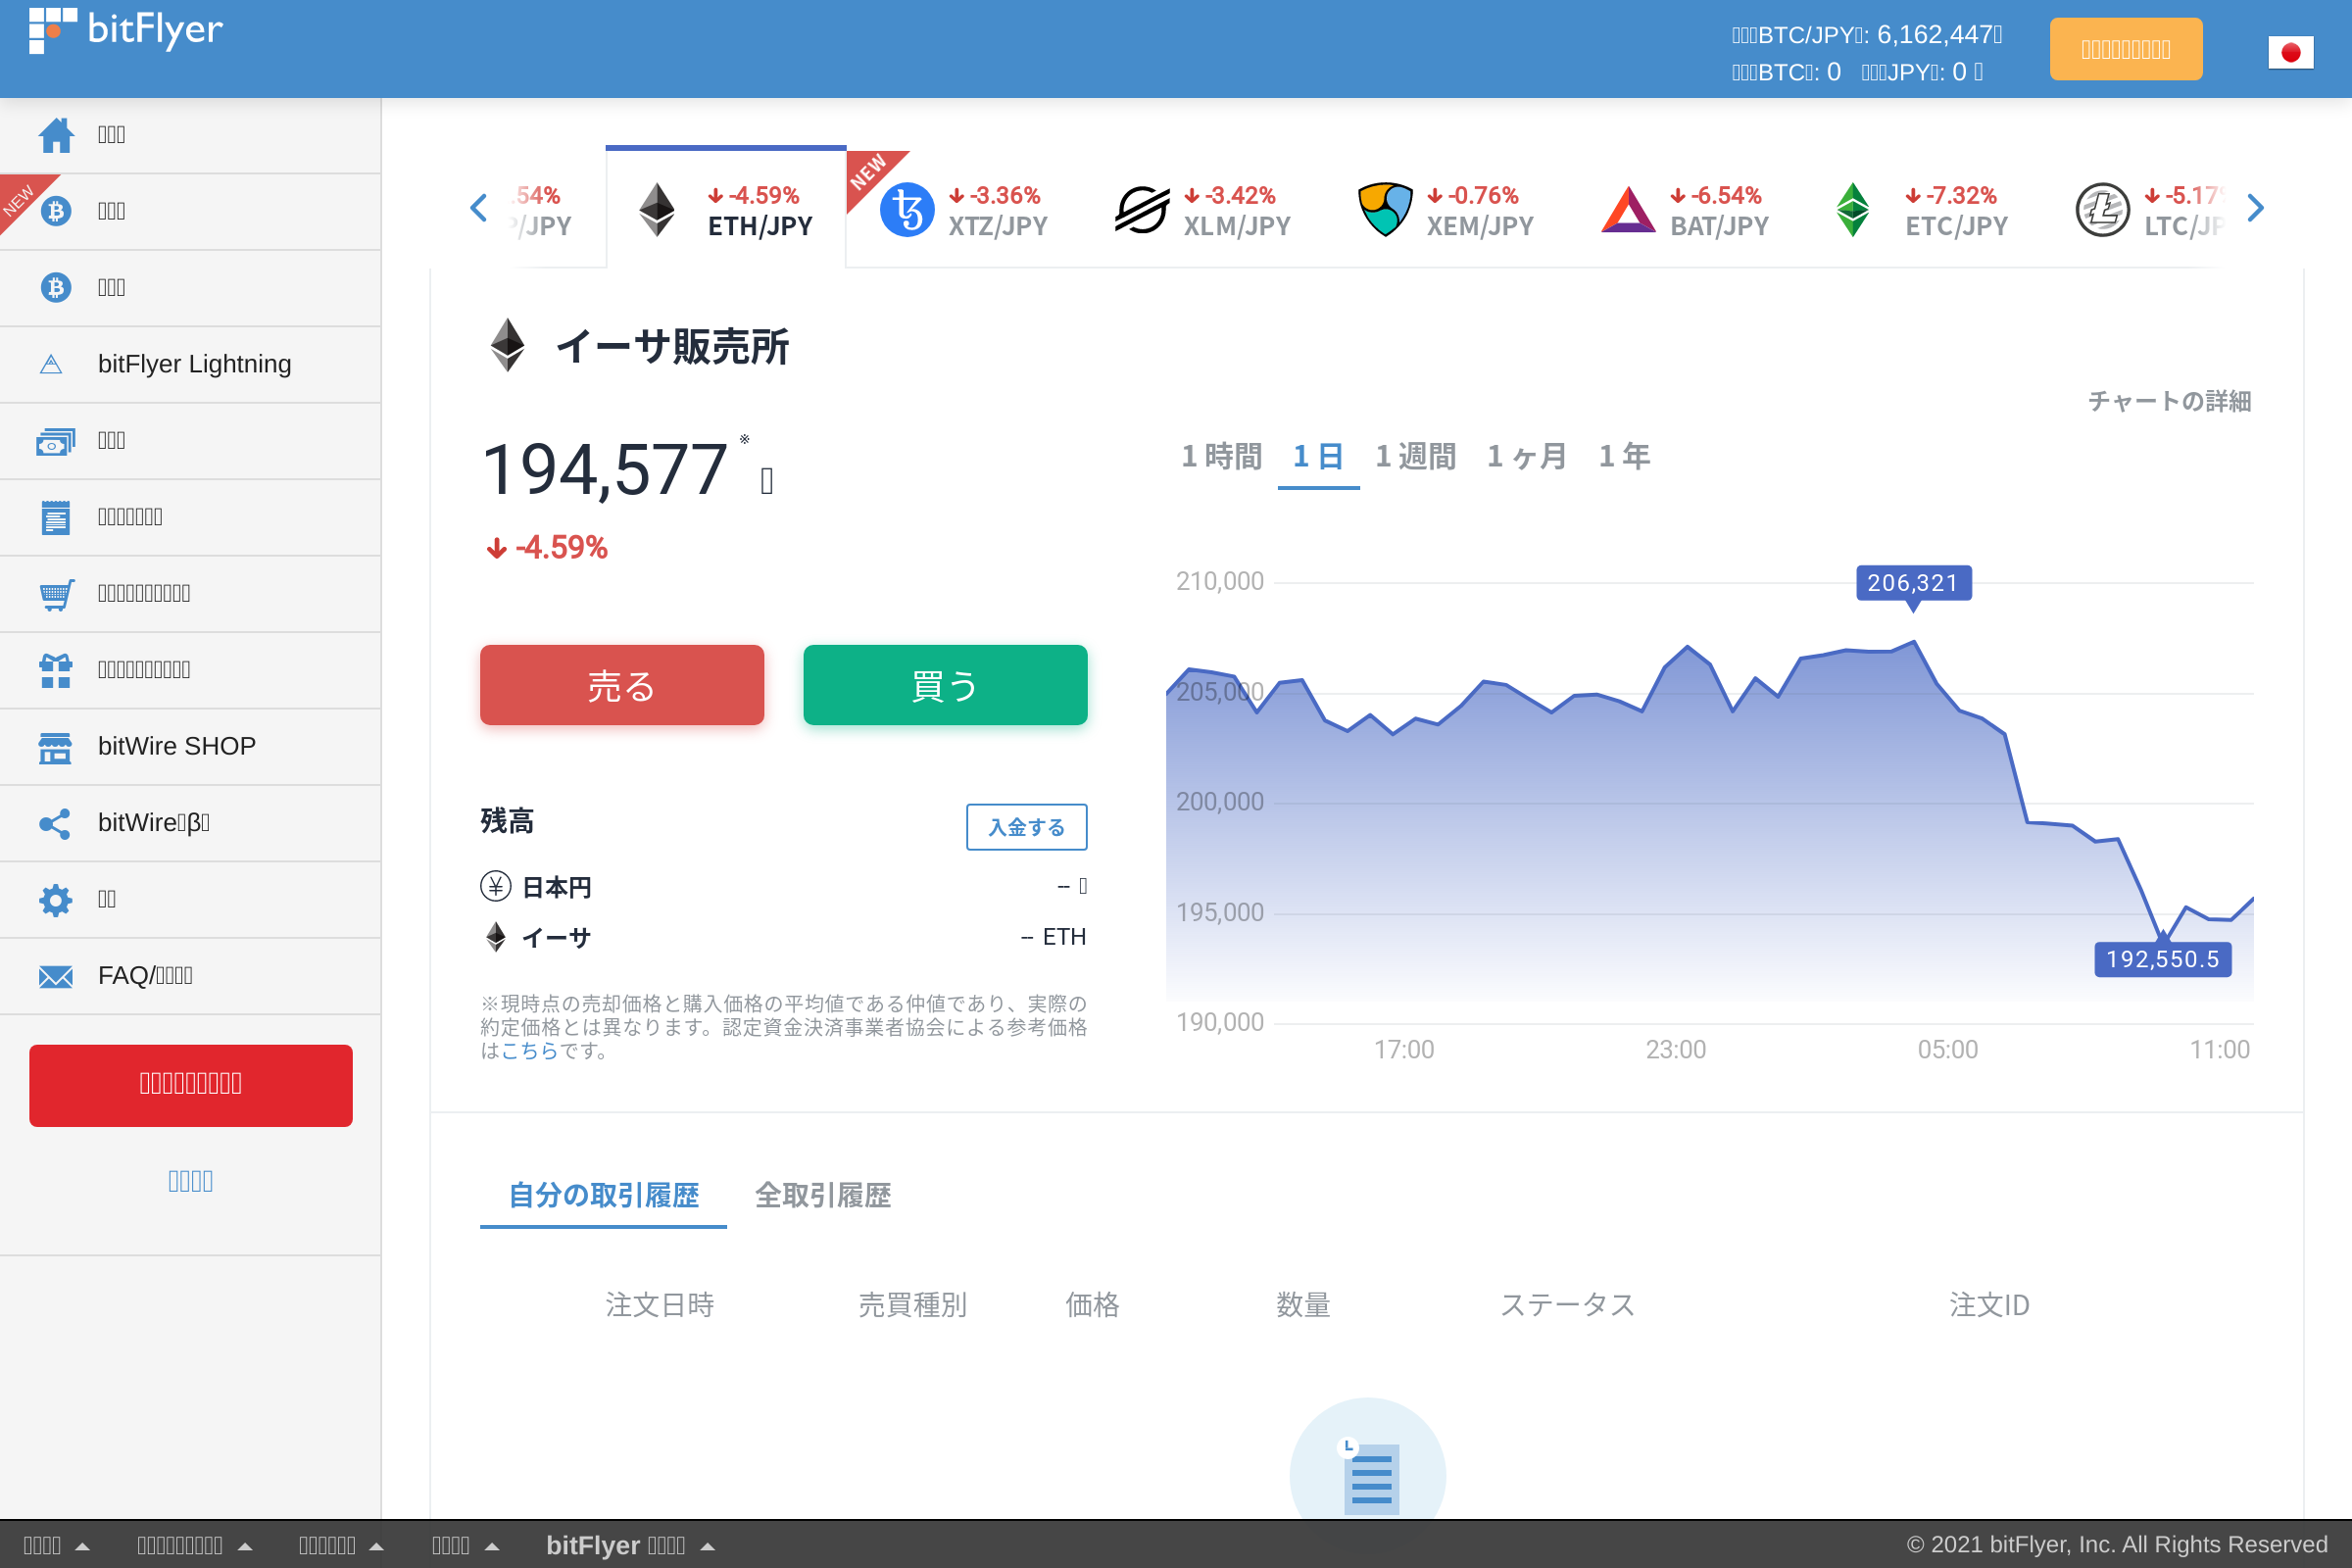 bitFlyer
BTC/JPY: 6,162,447
BTC: 0 JPY: 0
NEW
bitFlyer Lightning
bitWire SHOP
bitWire β
FAQ/
.54%
P/JPY
-4.59%
ETH/JPY
NEW
-3.36%
XTZ/JPY
-3.42%
XLM/JPY
-0.76%
XEM/JPY
-6.54%
BAT/JPY
-7.32%
ETC/JPY
-5.17%
LTC/JP
イーサ販売所
チャートの詳細
194,577 ※
-4.59%
1 時間 1 日 1 週間 1 ヶ月 1 年
売る 買う
残高 入金する
日本円 --
イーサ -- ETH
※現時点の売却価格と購入価格の平均値である仲値であり、実際の
約定価格とは異なります。認定資金決済事業者協会による参考価格
はこちらです。
210,000
206,321
205,000
200,000
195,000
192,550.5
190,000
17:00 23:00 05:00 11:00
自分の取引履歴 全取引履歴
注文日時 売買種別 価格 数量 ステータス 注文ID
bitFlyer
© 2021 bitFlyer, Inc. All Rights Reserved